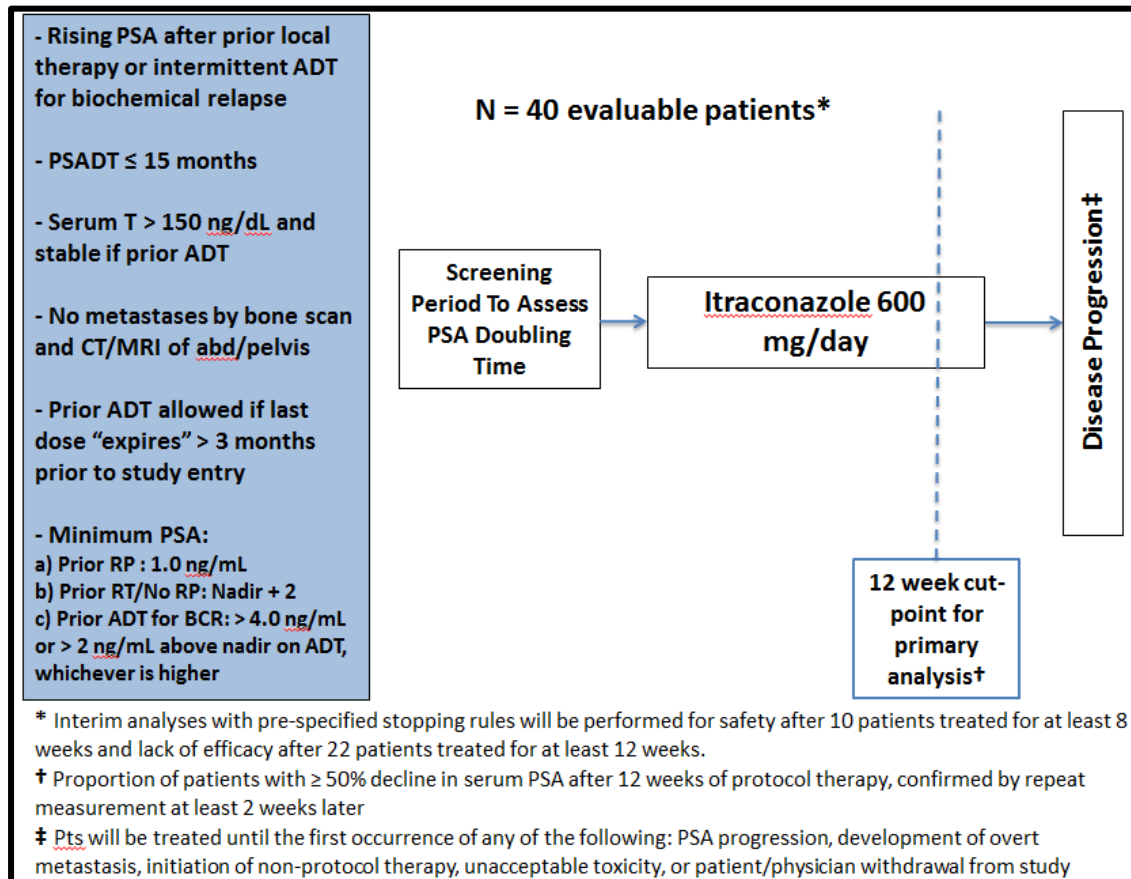 - Rising PSA after prior local
therapy or intermittent ADT
for biochemical relapse
- PSADT ≤ 15 months
- Serum T > 150 ng/dL and
stable if prior ADT
- No metastases by bone scan
and CT/MRI of abd/pelvis
- Prior ADT allowed if last
dose “expires” > 3 months
prior to study entry
- Minimum PSA:
a) Prior RP : 1.0 ng/mL
b) Prior RT/No RP: Nadir + 2
c) Prior ADT for BCR: > 4.0 ng/mL
or > 2 ng/mL above nadir on ADT,
whichever is higher
N = 40 evaluable patients*
Screening
Period To Assess
PSA Doubling
Time
Itraconazole 600
mg/day
Disease Progression‡
12 week cut-
point for
primary
analysis†
* Interim analyses with pre-specified stopping rules will be performed for safety after 10 patients treated for at least 8
weeks and lack of efficacy after 22 patients treated for at least 12 weeks.
† Proportion of patients with ≥ 50% decline in serum PSA after 12 weeks of protocol therapy, confirmed by repeat
measurement at least 2 weeks later
‡ Pts will be treated until the first occurrence of any of the following: PSA progression, development of overt
metastasis, initiation of non-protocol therapy, unacceptable toxicity, or patient/physician withdrawal from study